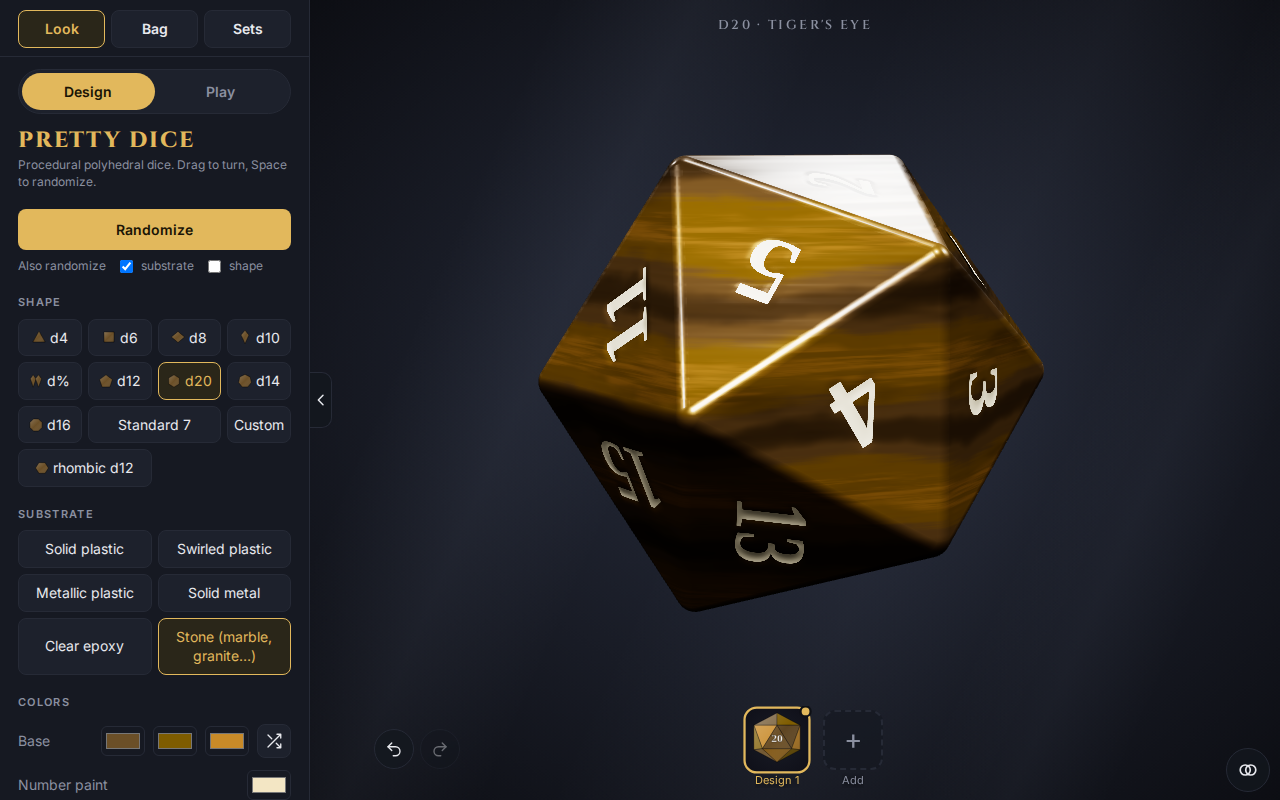 Look
Bag
Sets
Design
Play
PRETTY DICE
Procedural polyhedral dice. Drag to turn, Space
to randomize.
Randomize
Also randomize
substrate
shape
SHAPE
d4
d6
d8
d10
d%
d12
d20
d14
d16
Standard 7
Custom
rhombic d12
SUBSTRATE
Solid plastic
Swirled plastic
Metallic plastic
Solid metal
Clear epoxy
Stone (marble,
granite...)
COLORS
Base
Number paint
D20 · TIGER'S EYE
2
5
11
4
3
15
13
20
Design 1
+
Add